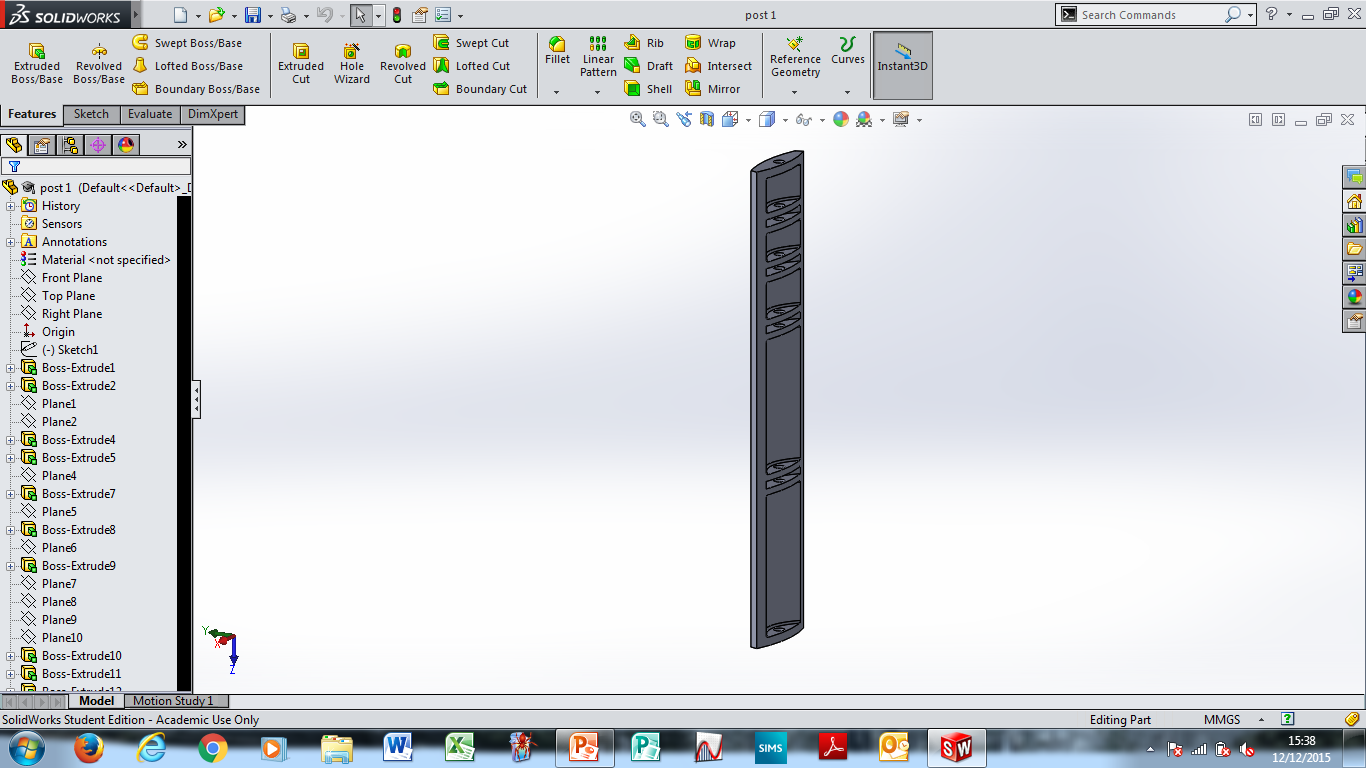 SOLIDWORKS
post 1
Search Commands
Extruded Boss/Base
Revolved Boss/Base
Swept Boss/Base
Lofted Boss/Base
Boundary Boss/Base
Extruded Cut
Hole Wizard
Revolved Cut
Swept Cut
Lofted Cut
Boundary Cut
Fillet
Linear Pattern
Rib
Draft
Shell
Wrap
Intersect
Mirror
Reference Geometry
Curves
Instant3D
Features
Sketch
Evaluate
DimXpert
post 1 (Default<<Default>_D
History
Sensors
Annotations
Material <not specified>
Front Plane
Top Plane
Right Plane
Origin
(-) Sketch1
Boss-Extrude1
Boss-Extrude2
Plane1
Plane2
Boss-Extrude4
Boss-Extrude5
Plane4
Boss-Extrude7
Plane5
Boss-Extrude8
Plane6
Boss-Extrude9
Plane7
Plane8
Plane9
Plane10
Boss-Extrude10
Boss-Extrude11
Boss-Extrude12
Y
X
Z
Model
Motion Study 1
SolidWorks Student Edition - Academic Use Only
Editing Part
MMGS
SIMS
SW
15:38
12/12/2015